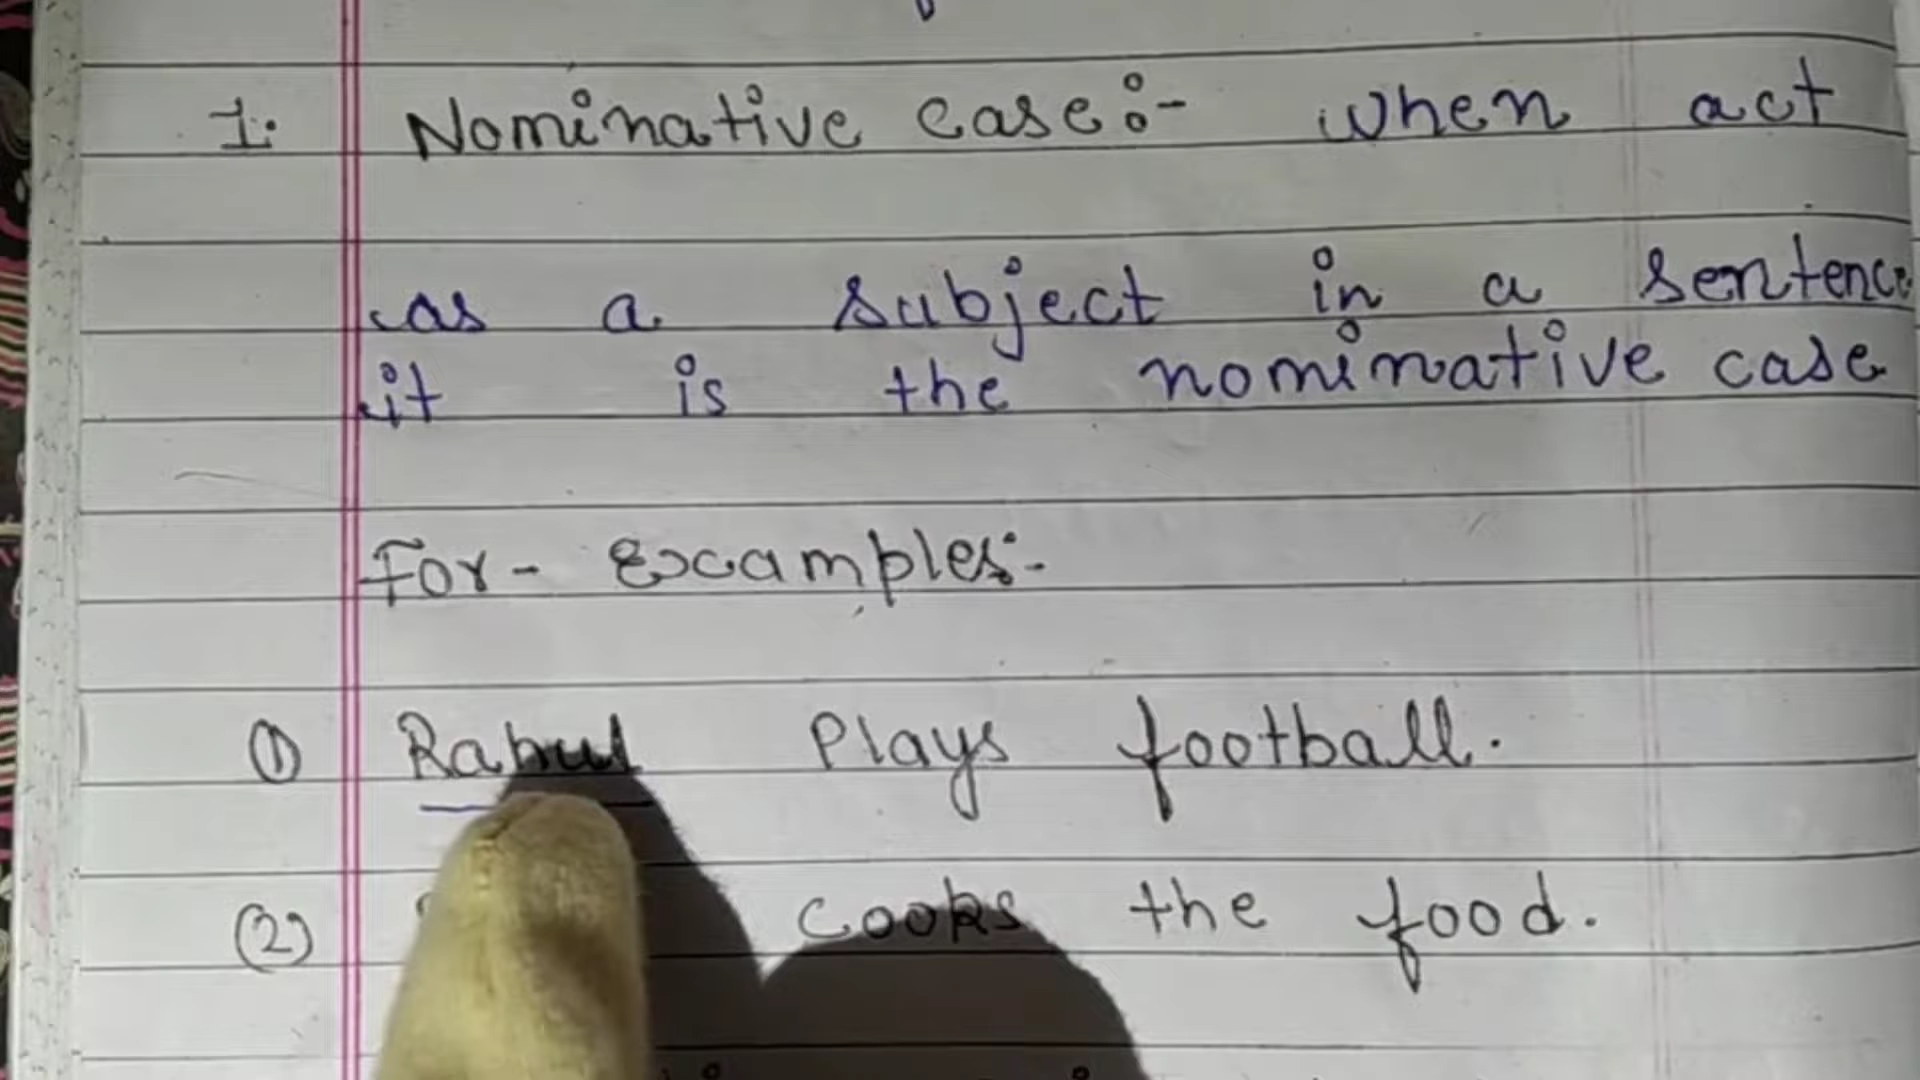 1. Nominative case:- when act
as a subject in a sentence
it is the nominative case
For- examples:-
(1) Rahul Plays football.
(2) cooks the food.